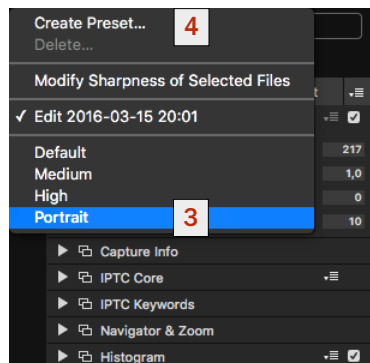 Create Preset...
4
Delete...
Modify Sharpness of Selected Files
t
✓ Edit 2016-03-15 20:01
Default
217
Medium
1,0
High
0
Portrait
3
10
Capture Info
IPTC Core
IPTC Keywords
Navigator & Zoom
Histogram